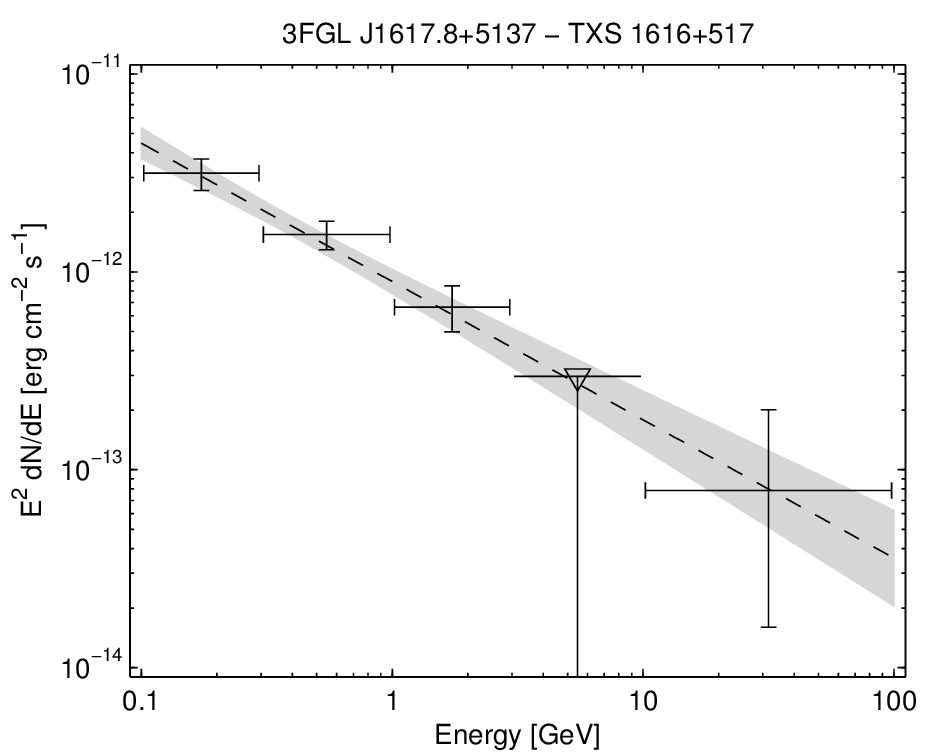 3FGL J1617.8+5137 − TXS 1616+517
10⁻¹¹
10⁻¹²
10⁻¹³
10⁻¹⁴
E² dN/dE [erg cm⁻² s⁻¹]
0.1 1 10 100
Energy [GeV]